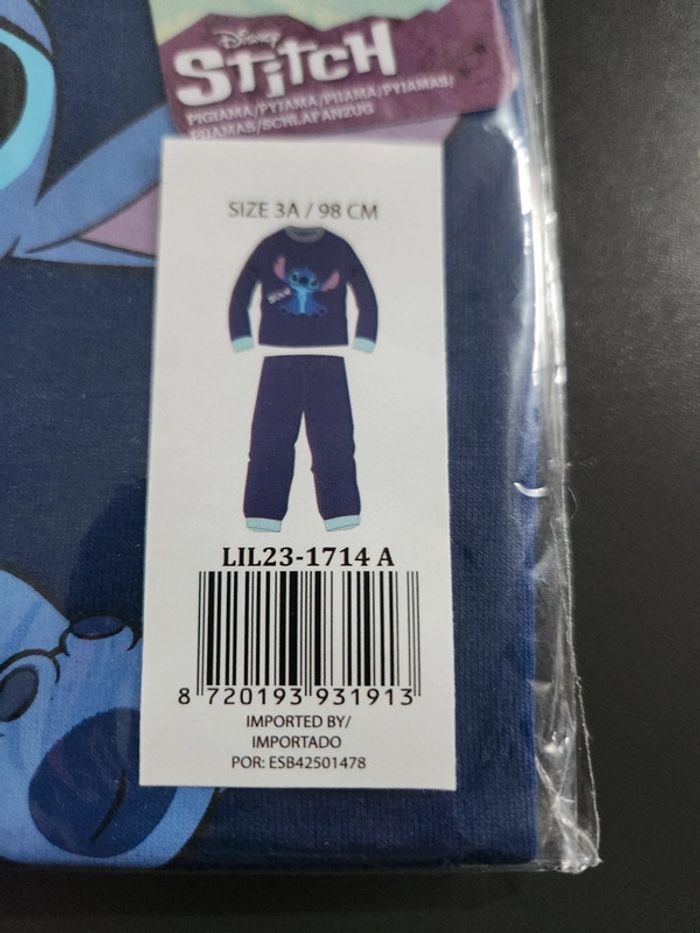 Disney
STITCH
PIGIAMA/PYJAMA/PIJAMA/PYJAMAS/
PIJAMAS/SCHLAFANZUG
SIZE 3A / 98 CM
LIL23-1714 A
8 720193 931913
IMPORTED BY/
IMPORTADO
POR: ESB42501478